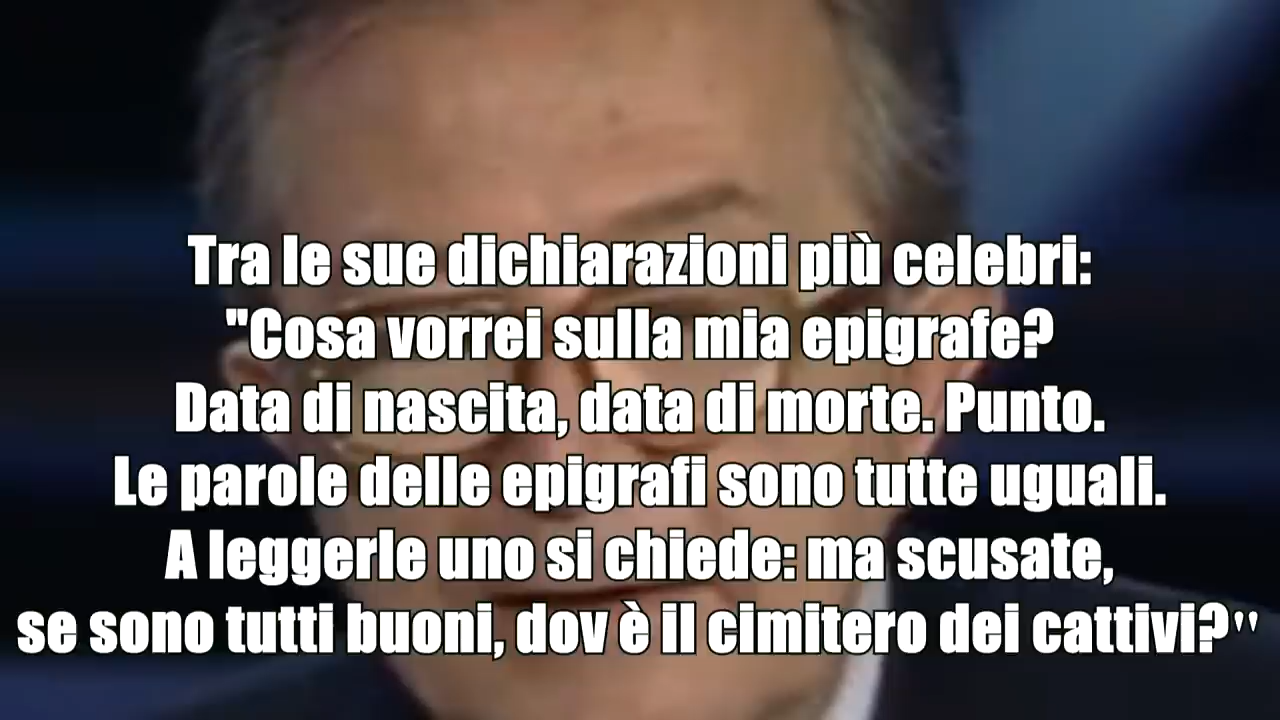 Tra le sue dichiarazioni più celebri:
"Cosa vorrei sulla mia epigrafe?
Data di nascita, data di morte. Punto.
Le parole delle epigrafi sono tutte uguali.
A leggerle uno si chiede: ma scusate,
se sono tutti buoni, dov è il cimitero dei cattivi?"